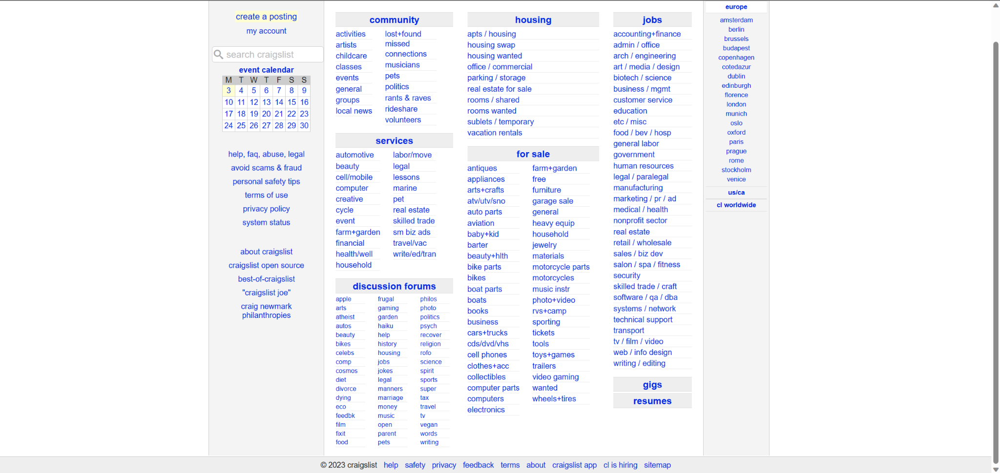 create a posting
my account
search craigslist
event calendar
M T W T F S S
3 4 5 6 7 8 9
10 11 12 13 14 15 16
17 18 19 20 21 22 23
24 25 26 27 28 29 30
help, faq, abuse, legal
avoid scams & fraud
personal safety tips
terms of use
privacy policy
system status
about craigslist
craigslist open source
best-of-craigslist
"craigslist joe"
craig newmark
philanthropies
community
activities
artists
childcare
classes
events
general
groups
local news
lost+found
missed
connections
musicians
pets
politics
rants & raves
rideshare
volunteers
services
automotive
beauty
cell/mobile
computer
creative
cycle
event
farm+garden
financial
health/well
household
labor/move
legal
lessons
marine
pet
real estate
skilled trade
sm biz ads
travel/vac
write/ed/tran
discussion forums
apple
arts
atheist
autos
beauty
bikes
celebs
comp
cosmos
diet
divorce
dying
eco
feedbk
film
fixit
food
frugal
gaming
garden
haiku
help
history
housing
jobs
jokes
legal
manners
marriage
money
music
open
parent
pets
philos
photo
politics
psych
recover
religion
rofo
science
spirit
sports
super
tax
travel
tv
vegan
words
writing
housing
apts / housing
housing swap
housing wanted
office / commercial
parking / storage
real estate for sale
rooms / shared
rooms wanted
sublets / temporary
vacation rentals
for sale
antiques
appliances
arts+crafts
atv/utv/sno
auto parts
aviation
baby+kid
barter
beauty+hlth
bike parts
bikes
boat parts
boats
books
business
cars+trucks
cds/dvd/vhs
cell phones
clothes+acc
collectibles
computer parts
computers
electronics
farm+garden
free
furniture
garage sale
general
heavy equip
household
jewelry
materials
motorcycle parts
motorcycles
music instr
photo+video
rvs+camp
sporting
tickets
tools
toys+games
trailers
video gaming
wanted
wheels+tires
jobs
accounting+finance
admin / office
arch / engineering
art / media / design
biotech / science
business / mgmt
customer service
education
etc / misc
food / bev / hosp
general labor
government
human resources
legal / paralegal
manufacturing
marketing / pr / ad
medical / health
nonprofit sector
real estate
retail / wholesale
sales / biz dev
salon / spa / fitness
security
skilled trade / craft
software / qa / dba
systems / network
technical support
transport
tv / film / video
web / info design
writing / editing
gigs
resumes
europe
amsterdam
berlin
brussels
budapest
copenhagen
cotedazur
dublin
edinburgh
florence
london
munich
oslo
oxford
paris
prague
rome
stockholm
venice
us/ca
cl worldwide
© 2023 craigslist help safety privacy feedback terms about craigslist app cl is hiring sitemap